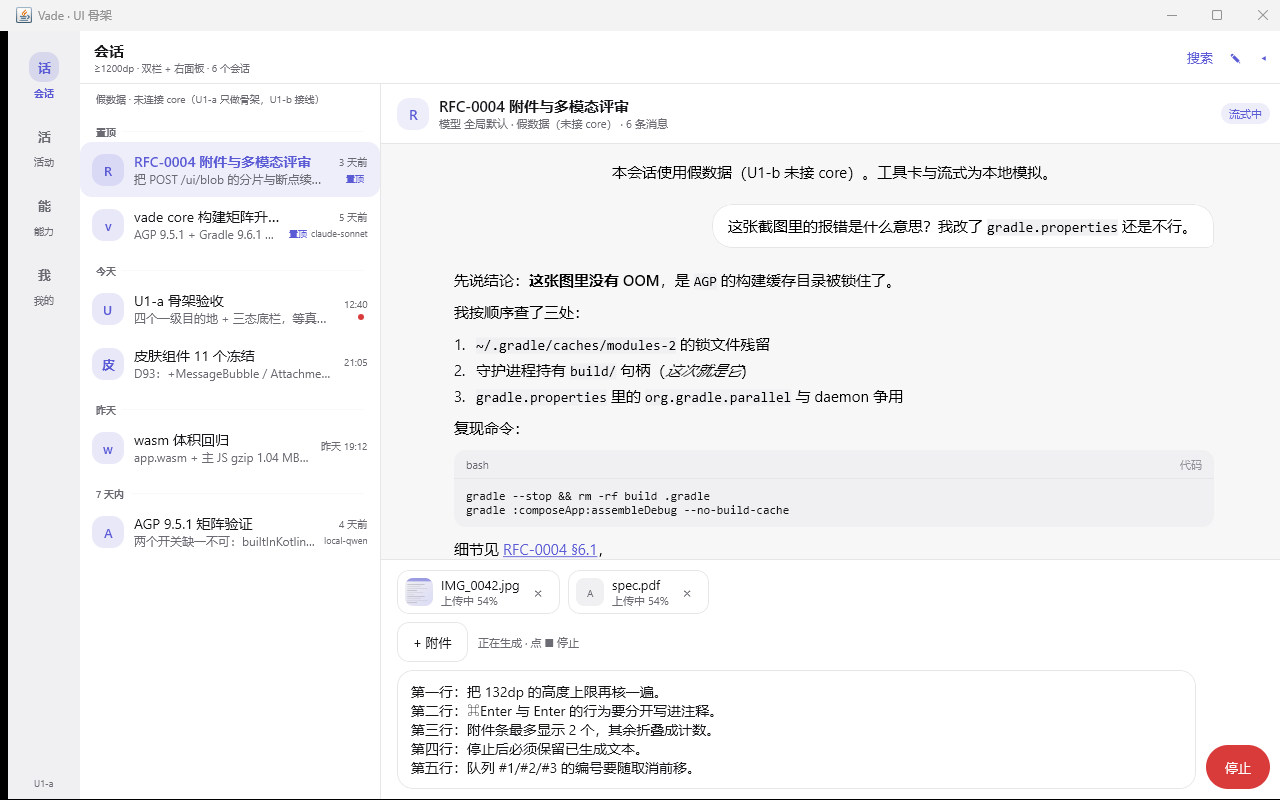 Vade · UI 骨架
话
会话
活
活动
能
能力
我
我的
U1-a
会话
≥1200dp · 双栏 + 右面板 · 6 个会话
搜索
假数据 · 未连接 core（U1-a 只做骨架，U1-b 接线）
置顶
R
RFC-0004 附件与多模态评审
3 天前
把 POST /ui/blob 的分片与断点续...
置顶
v
vade core 构建矩阵升...
5 天前
AGP 9.5.1 + Gradle 9.6.1 ...
置顶 claude-sonnet
今天
U
U1-a 骨架验收
12:40
四个一级目的地 + 三态底栏，等真...
皮
皮肤组件 11 个冻结
21:05
D93：+MessageBubble / Attachme...
昨天
w
wasm 体积回归
昨天 19:12
app.wasm + 主 JS gzip 1.04 MB...
7 天内
A
AGP 9.5.1 矩阵验证
4 天前
两个开关缺一不可：builtInKotlin...
local-qwen
R
RFC-0004 附件与多模态评审
模型 全局默认 · 假数据（未接 core） · 6 条消息
流式中
本会话使用假数据（U1-b 未接 core）。工具卡与流式为本地模拟。
这张截图里的报错是什么意思？我改了 gradle.properties 还是不行。
先说结论：这张图里没有 OOM，是 AGP 的构建缓存目录被锁住了。
我按顺序查了三处：
1. ~/.gradle/caches/modules-2 的锁文件残留
2. 守护进程持有 build/ 句柄（这次就是它）
3. gradle.properties 里的 org.gradle.parallel 与 daemon 争用
复现命令：
bash
代码
gradle --stop && rm -rf build .gradle
gradle :composeApp:assembleDebug --no-build-cache
细节见 RFC-0004 §6.1，
IMG_0042.jpg
上传中 54%
×
A
spec.pdf
上传中 54%
×
+ 附件
正在生成 · 点 ■ 停止
第一行：把 132dp 的高度上限再核一遍。
第二行：⌘Enter 与 Enter 的行为要分开写进注释。
第三行：附件条最多显示 2 个，其余折叠成计数。
第四行：停止后必须保留已生成文本。
第五行：队列 #1/#2/#3 的编号要随取消前移。
停止